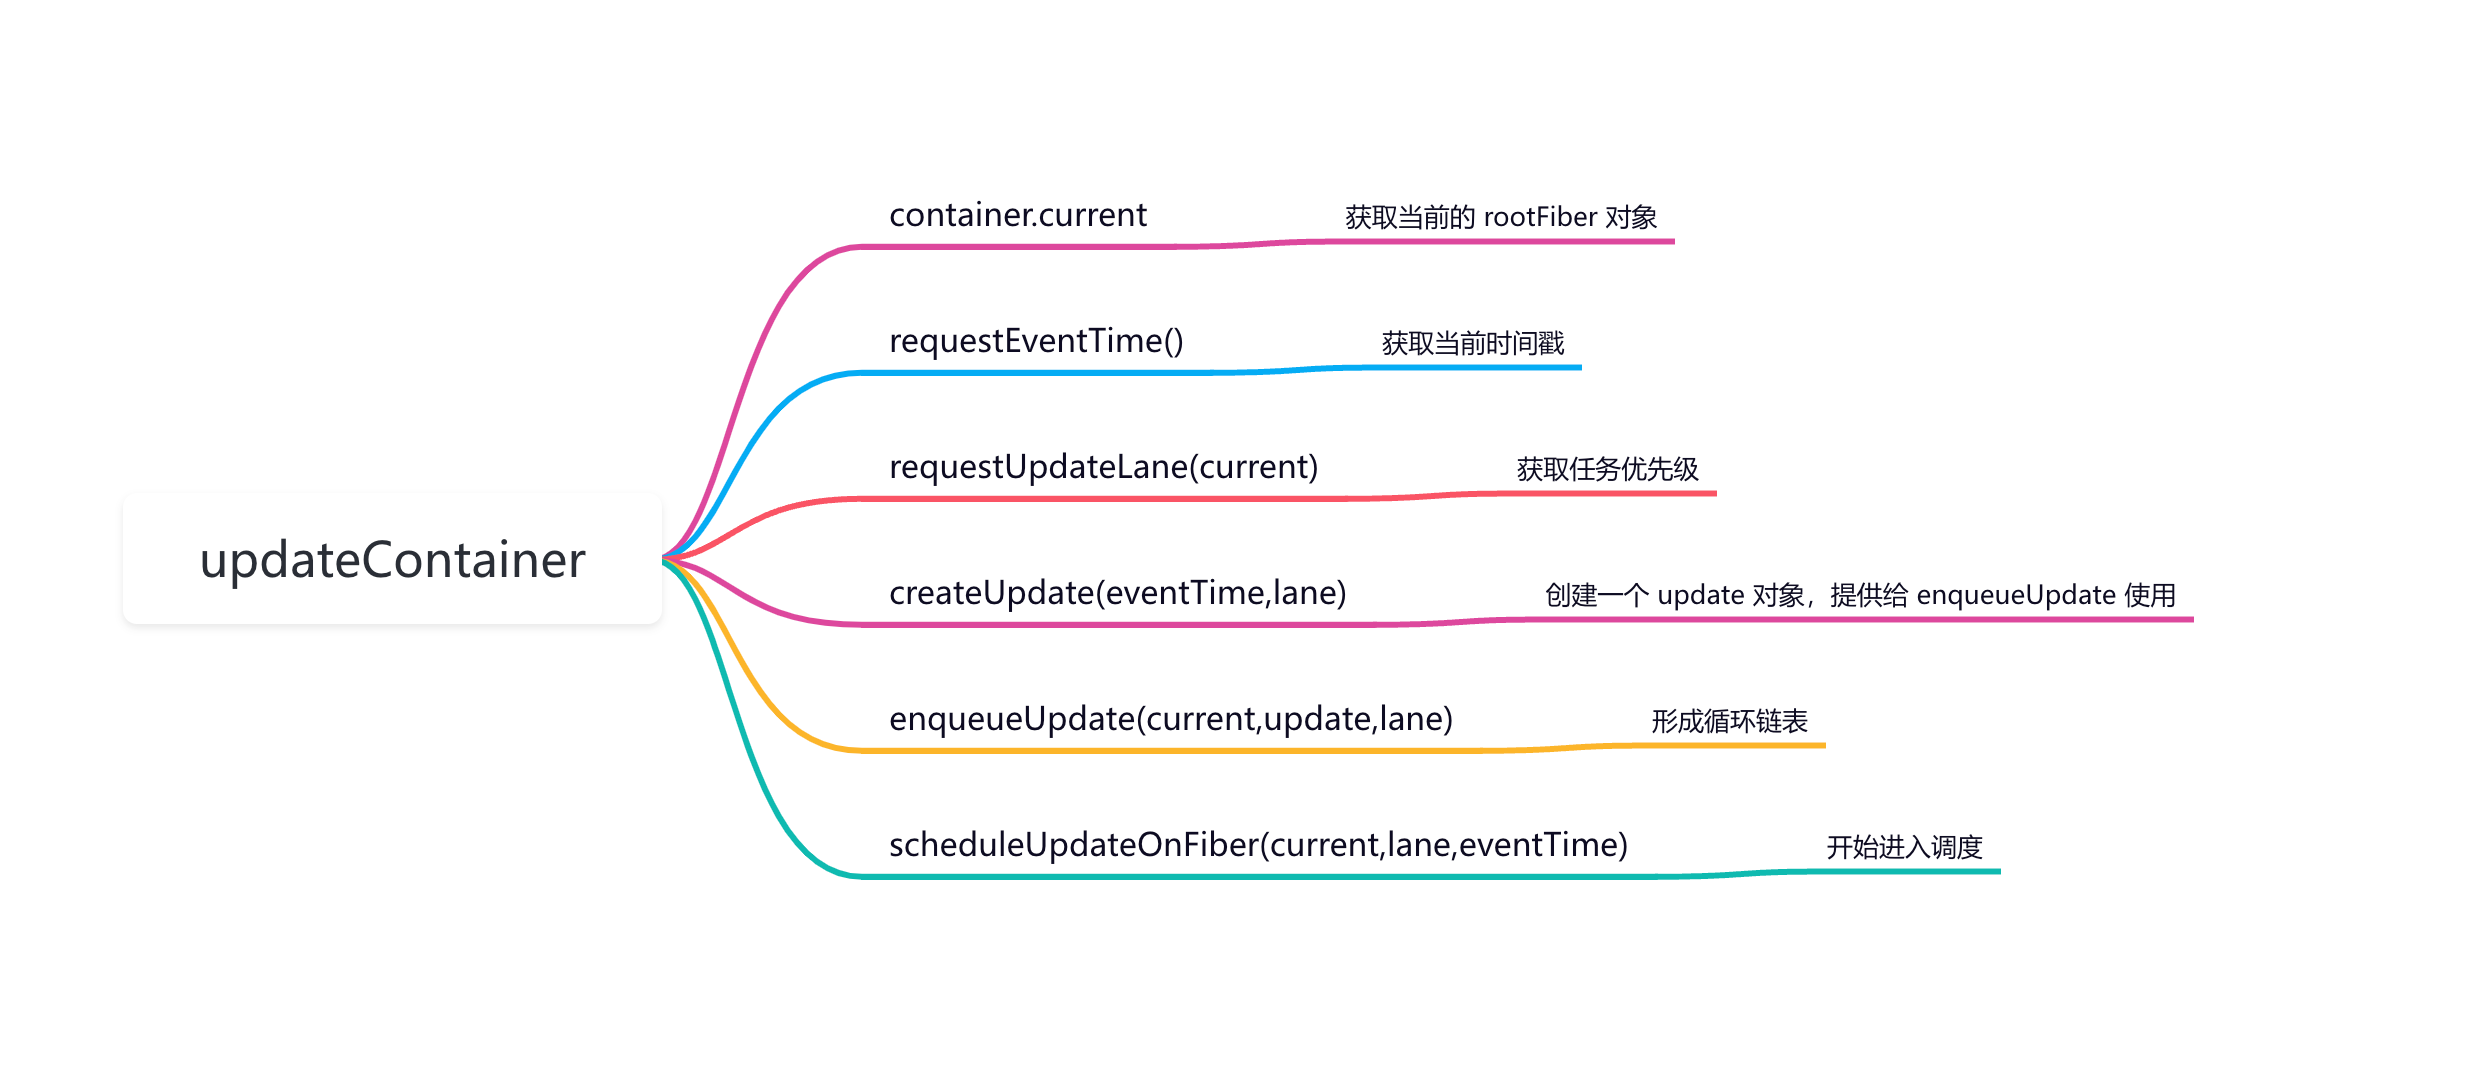 updateContainer
container.current
获取当前的 rootFiber 对象
requestEventTime()
获取当前时间戳
requestUpdateLane(current)
获取任务优先级
createUpdate(eventTime,lane)
创建一个 update 对象，提供给 enqueueUpdate 使用
enqueueUpdate(current,update,lane)
形成循环链表
scheduleUpdateOnFiber(current,lane,eventTime)
开始进入调度